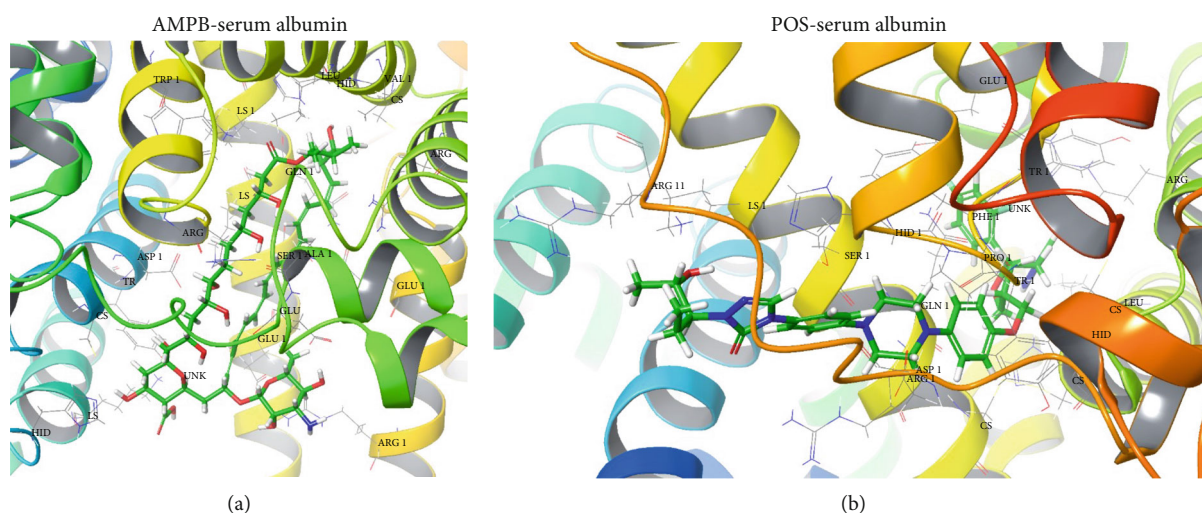 AMPB-serum albumin
POS-serum albumin
TRP 1
LS 1
LEU
HID
VAL 1
CS
ARG
GLN 1
LS
ARG
ASP 1
TR
SER 1
ALA 1
GLU 1
CS
GLU
GLU 1
UNK
LS
HID
ARG 1
(a)
GLU 1
TR 1
ARG
ARG 11
LS 1
UNK
PHE 1
HID 1
SER 1
PRO 1
TR 1
GLN 1
LEU
CS
HID
ASP 1
ARG 1
CS
CS
(b)